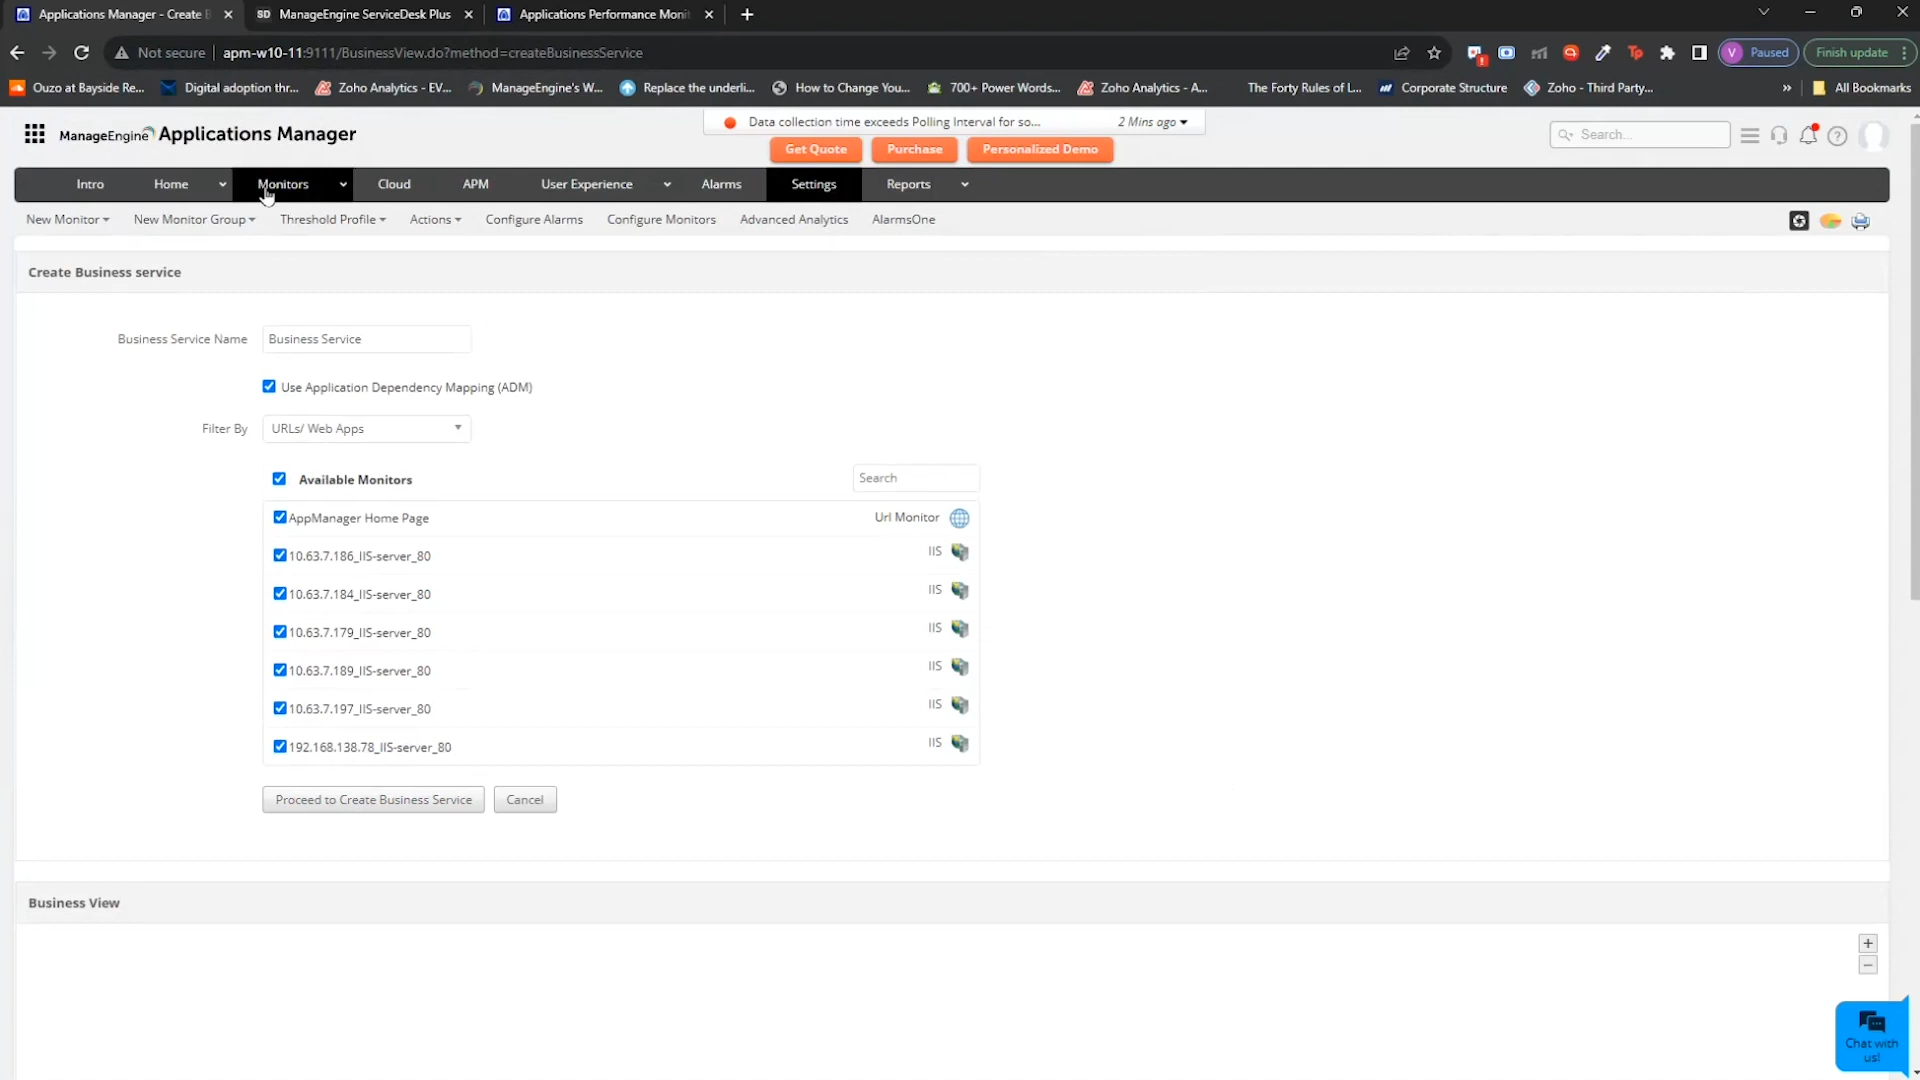 Applications Manager - Create B
SD ManageEngine ServiceDesk Plus
Applications Performance Monit
Not secure
apm-w10-11:9111/BusinessView.do?method=createBusinessService
V Paused
Finish update
Ouzo at Bayside Re...
Digital adoption thr...
Zoho Analytics - EV...
ManageEngine's W...
Replace the underli...
How to Change You...
700+ Power Words...
Zoho Analytics - A...
The Forty Rules of L...
Corporate Structure
Zoho - Third Party...
»
All Bookmarks
ManageEngine Applications Manager
Data collection time exceeds Polling Interval for so...
2 Mins ago
Get Quote
Purchase
Personalized Demo
Search...
Intro
Home
Monitors
Cloud
APM
User Experience
Alarms
Settings
Reports
New Monitor
New Monitor Group
Threshold Profile
Actions
Configure Alarms
Configure Monitors
Advanced Analytics
AlarmsOne
Create Business service
Business Service Name
Business Service
Use Application Dependency Mapping (ADM)
Filter By
URLs/ Web Apps
Available Monitors
Search
AppManager Home Page
Url Monitor
10.63.7.186_IIS-server_80
IIS
10.63.7.184_IIS-server_80
IIS
10.63.7.179_IIS-server_80
IIS
10.63.7.189_IIS-server_80
IIS
10.63.7.197_IIS-server_80
IIS
192.168.138.78_IIS-server_80
IIS
Proceed to Create Business Service
Cancel
Business View
+
−
Chat with
us!